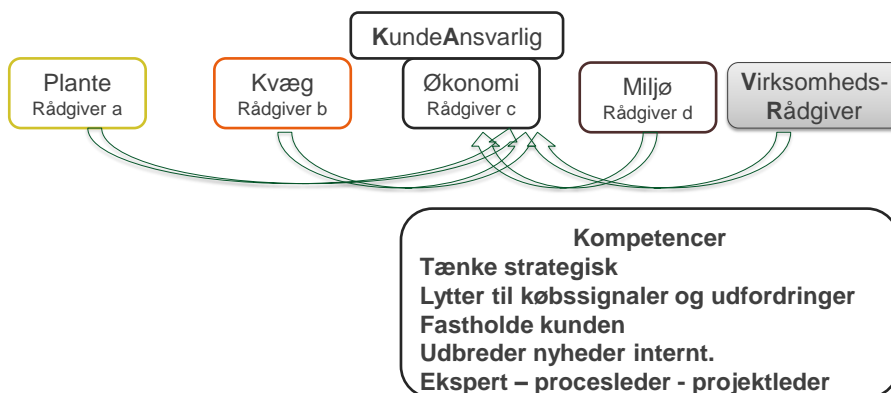 KundeAnsvarlig
Plante
Rådgiver a
Kvæg
Rådgiver b
Økonomi
Rådgiver c
Miljø
Rådgiver d
Virksomheds-
Rådgiver
Kompetencer
Tænke strategisk
Lytter til købssignaler og udfordringer
Fastholde kunden
Udbreder nyheder internt.
Ekspert – procesleder - projektleder